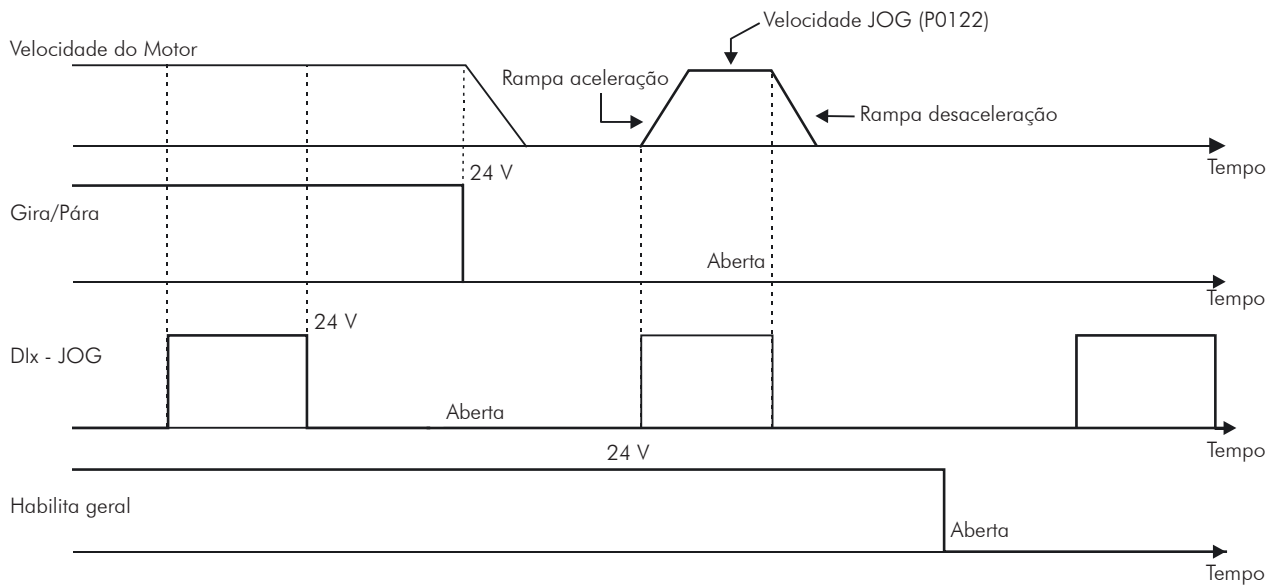 Velocidade JOG (P0122)
Velocidade do Motor
Rampa aceleração
Rampa desaceleração
Tempo
24 V
Gira/Pára
Aberta
Tempo
24 V
DIx - JOG
Aberta
Tempo
24 V
Habilita geral
Aberta
Tempo